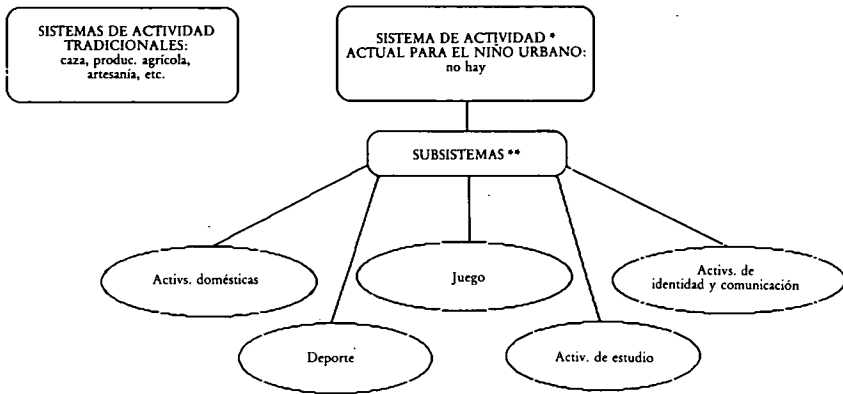 SISTEMAS DE ACTIVIDAD
TRADICIONALES:
caza, produc. agrícola,
artesanía, etc.
SISTEMA DE ACTIVIDAD *
ACTUAL PARA EL NIÑO URBANO:
no hay
SUBSISTEMAS **
Activs. domésticas
Juego
Activs. de
identidad y comunicación
Deporte
Activ. de estudio